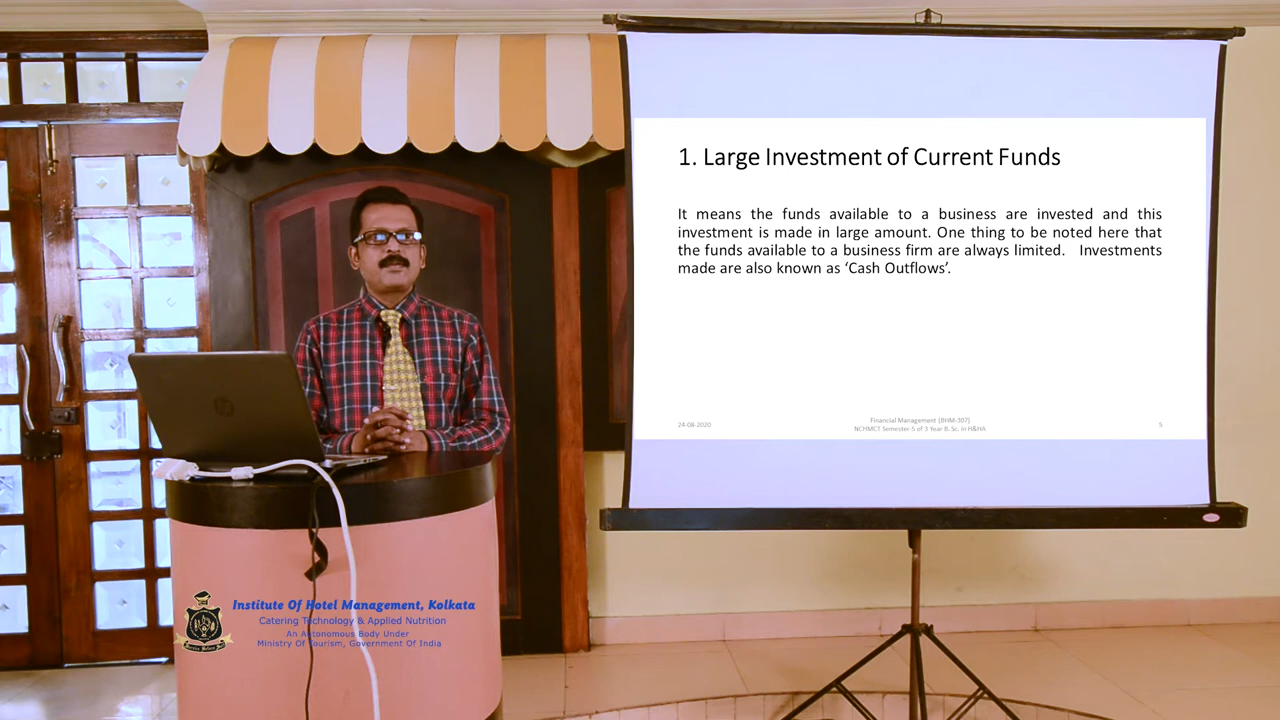 1. Large Investment of Current Funds
It means the funds available to a business are invested and this
investment is made in large amount. One thing to be noted here that
the funds available to a business firm are always limited. Investments
made are also known as ‘Cash Outflows’.
24-08-2020
Financial Management [BHM-307]
NCHMCT Semester-5 of 3 Year B. Sc. in H&HA
5
Institute Of Hotel Management, Kolkata
Catering Technology & Applied Nutrition
An Autonomous Body Under
Ministry Of Tourism, Government Of India